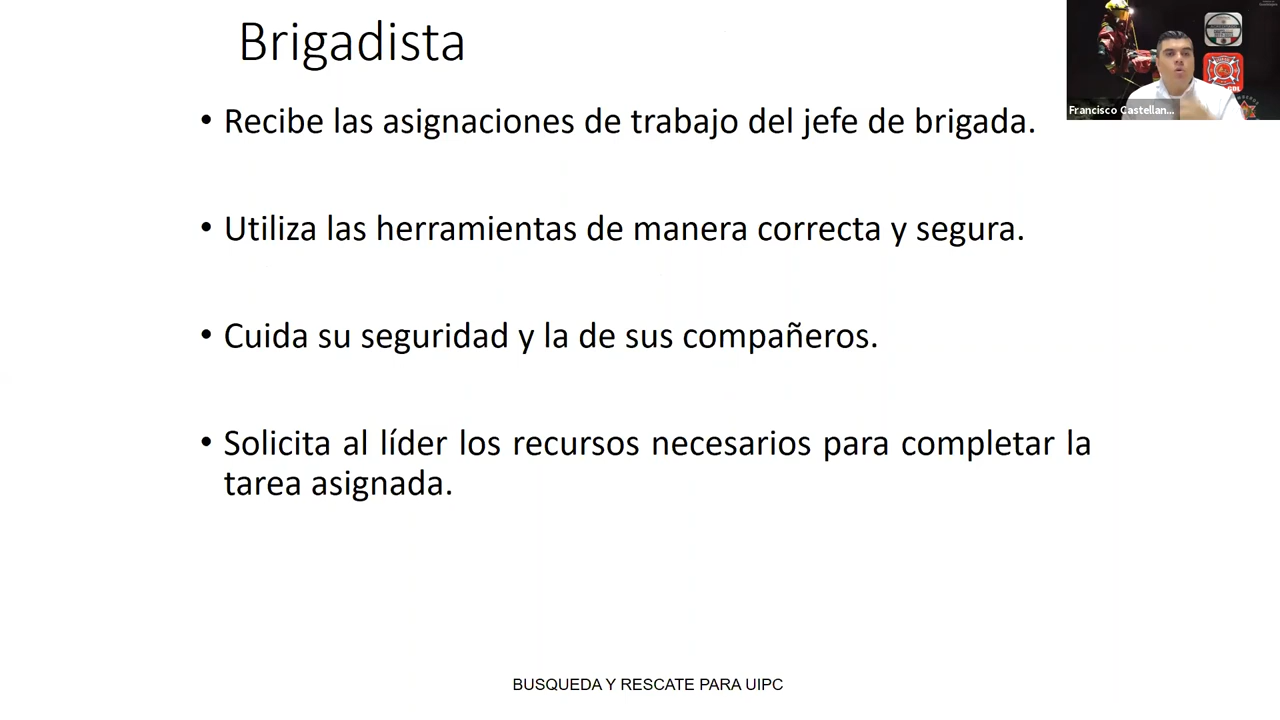 Brigadista
• Recibe las asignaciones de trabajo del jefe de brigada.
• Utiliza las herramientas de manera correcta y segura.
• Cuida su seguridad y la de sus compañeros.
• Solicita al líder los recursos necesarios para completar la
tarea asignada.
BUSQUEDA Y RESCATE PARA UIPC
Francisco Castellan...